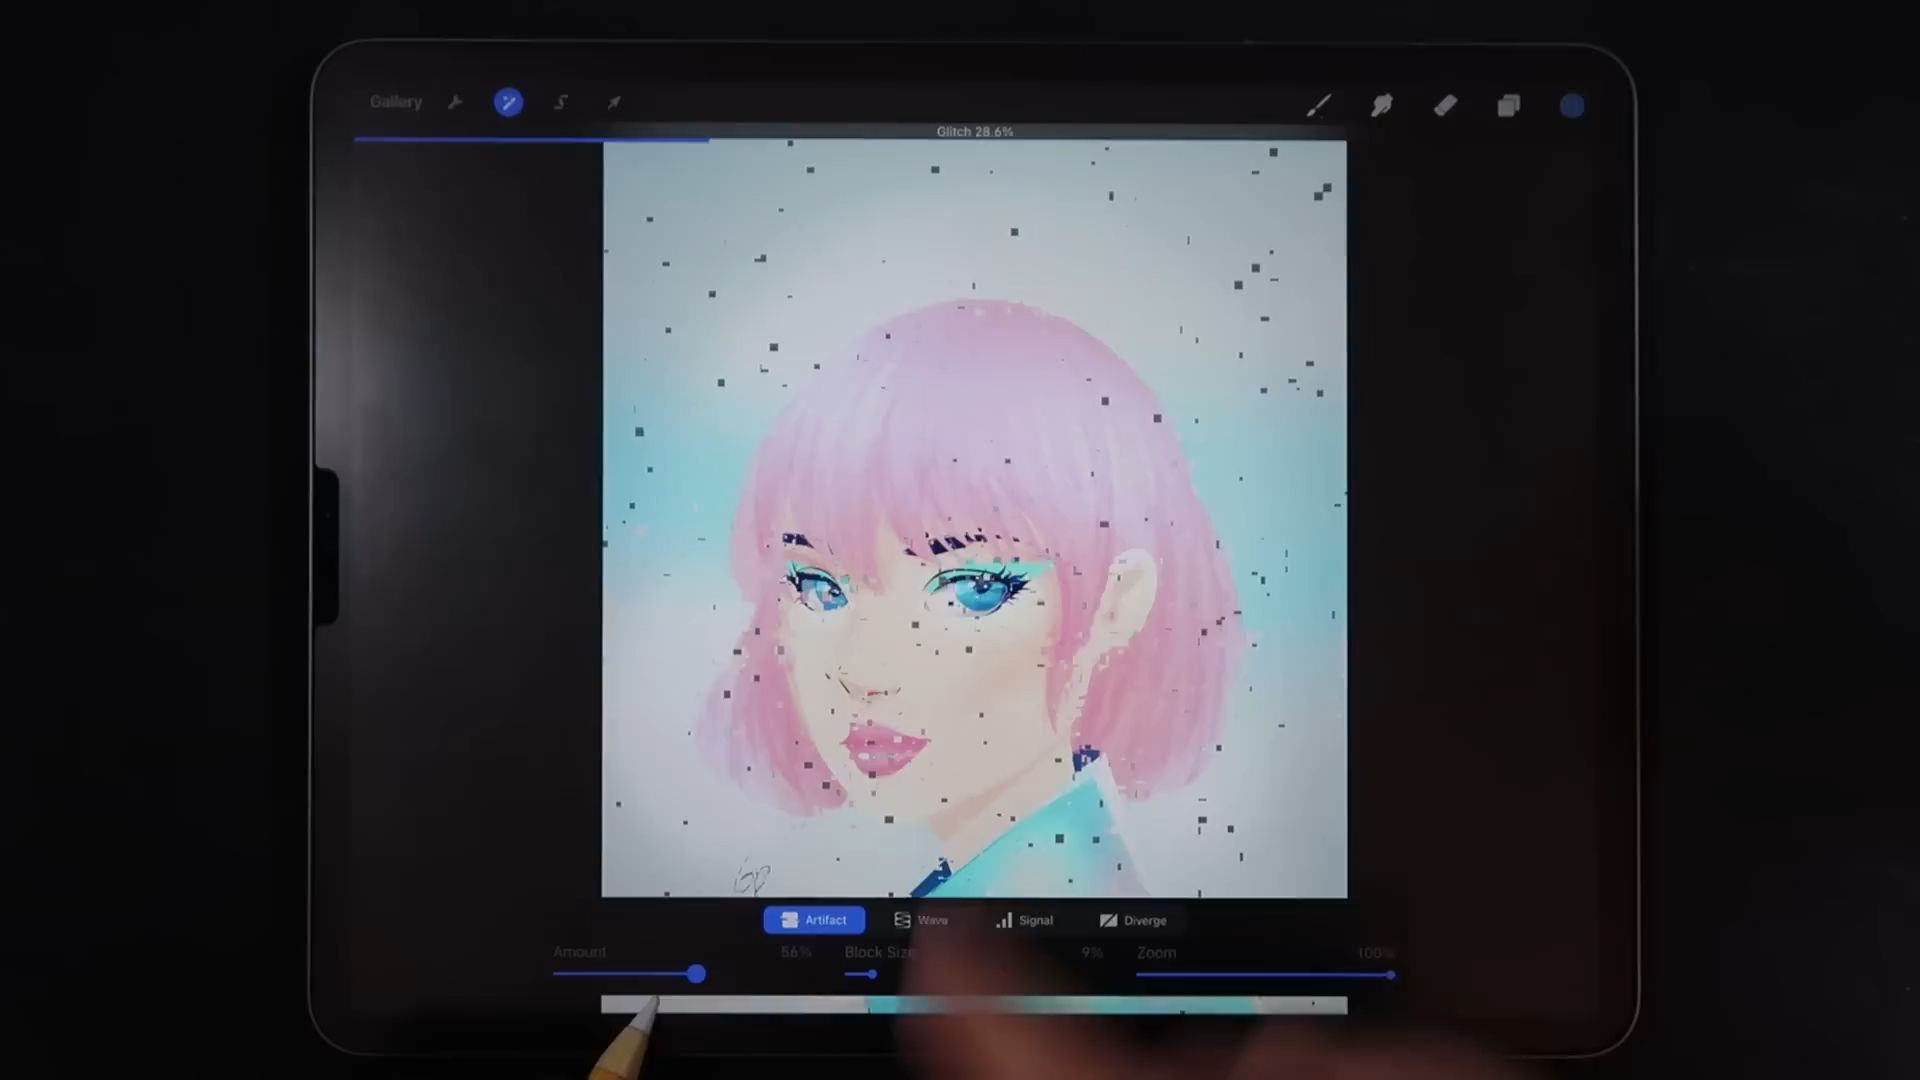 Gallery
Glitch 28.6%
Artifact Wave Signal Diverge
Amount 56% Block Size 9% Zoom 100%